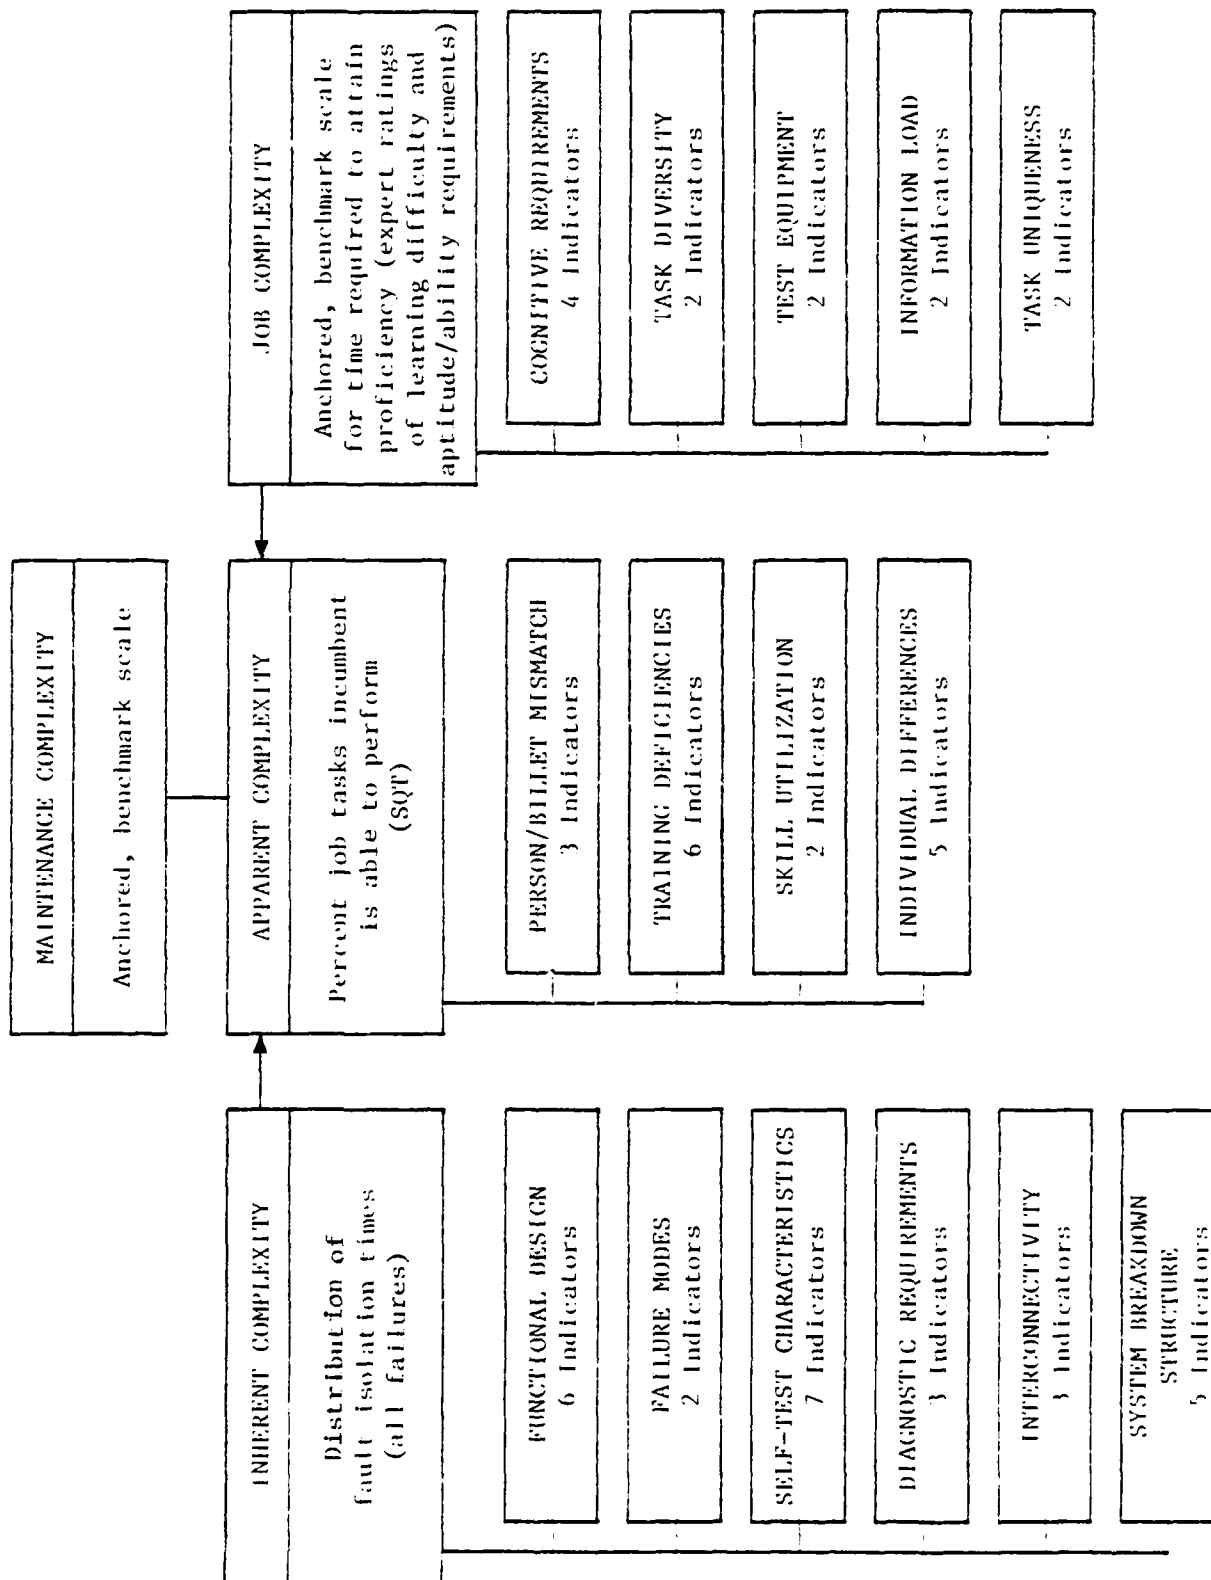 MAINTENANCE COMPLEXITY
Anchored, benchmark scale
INHERENT COMPLEXITY
Distribution of
fault isolation times
(all failures)
FUNCTIONAL DESIGN
6 Indicators
FAILURE MODES
2 Indicators
SELF-TEST CHARACTERISTICS
7 Indicators
DIAGNOSTIC REQUIREMENTS
3 Indicators
INTERCONNECTIVITY
3 Indicators
SYSTEM BREAKDOWN
STRUCTURE
5 Indicators
APPARENT COMPLEXITY
Percent job tasks incumbent
is able to perform
(SQT)
PERSON/BILLET MISMATCH
3 Indicators
TRAINING DEFICIENCIES
6 Indicators
SKILL UTILIZATION
2 Indicators
INDIVIDUAL DIFFERENCES
5 Indicators
JOB COMPLEXITY
Anchored, benchmark scale
for time required to attain
proficiency (expert ratings
of learning difficulty and
aptitude/ability requirements)
COGNITIVE REQUIREMENTS
4 Indicators
TASK DIVERSITY
2 Indicators
TEST EQUIPMENT
2 Indicators
INFORMATION LOAD
2 Indicators
TASK UNIQUENESS
2 Indicators